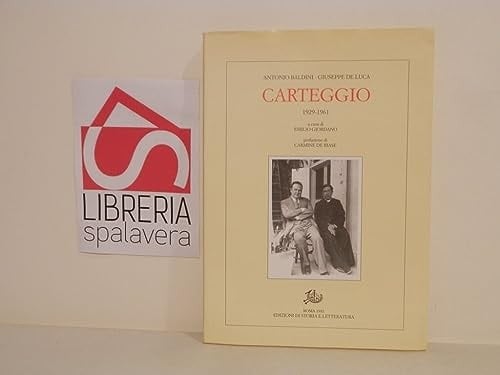 LIBRERIA
spalavera
ANTONIO BALDINI - GIUSEPPE DE LUCA
CARTEGGIO
1929-1961
a cura di
EMILIO GIORDANO
prefazione di
CARMINE DI BIASE
ROMA 1992
EDIZIONI DI STORIA E LETTERATURA